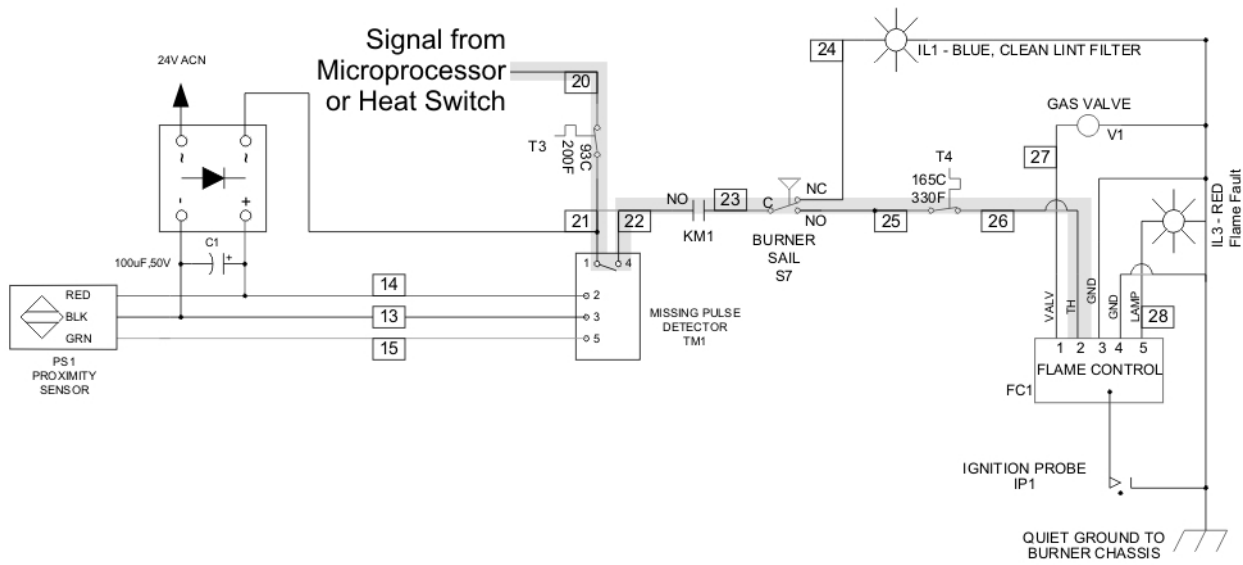 Signal from
Microprocessor
or Heat Switch
20
24V ACN
~ ~
- +
C1
+
100uF,50V
T3
93C
200F
21
22
NO
KM1
23
C
NC
NO
BURNER
SAIL
S7
24
IL1 - BLUE, CLEAN LINT FILTER
GAS VALVE
V1
27
T4
165C
330F
25
26
IL3 - RED
Flame Fault
RED
BLK
GRN
PS1
PROXIMITY
SENSOR
14
13
15
1 4
2
3
5
MISSING PULSE
DETECTOR
TM1
VALV
TH
GND
GND
LAMP
28
1 2 3 4 5
FLAME CONTROL
FC1
IGNITION PROBE
IP1
QUIET GROUND TO
BURNER CHASSIS